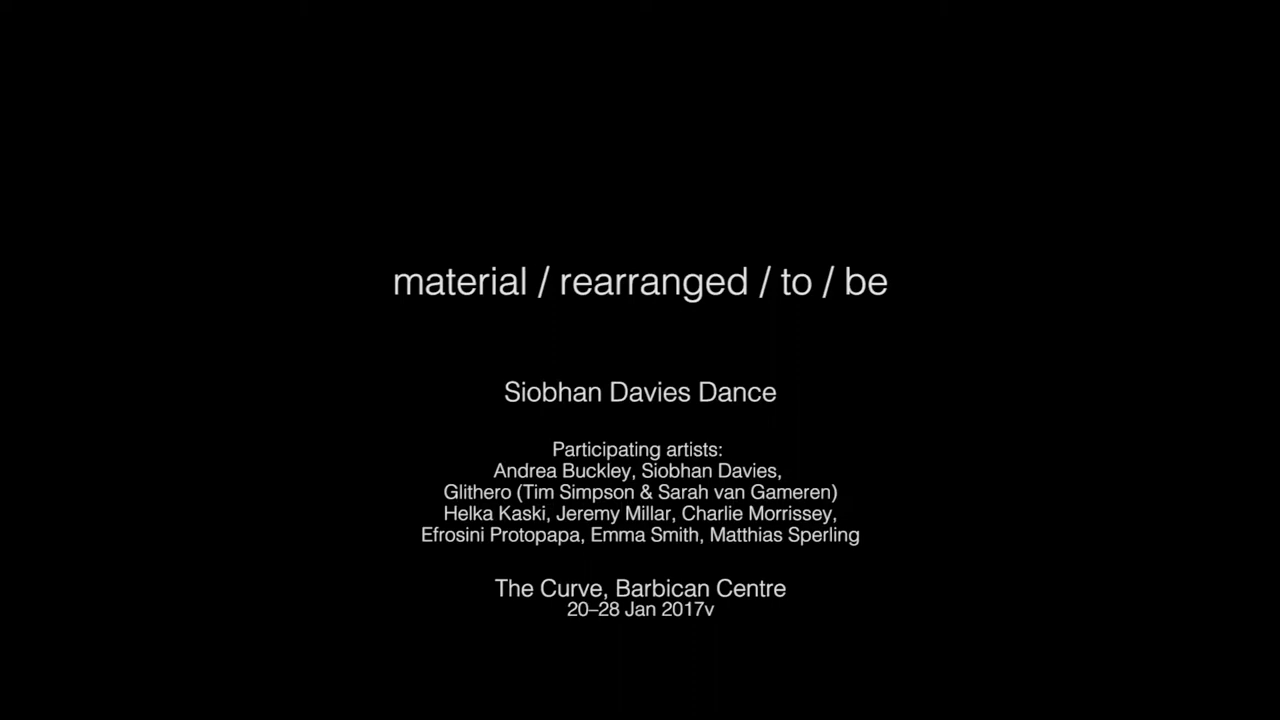 material / rearranged / to / be
Siobhan Davies Dance
Participating artists:
Andrea Buckley, Siobhan Davies,
Glithero (Tim Simpson & Sarah van Gameren)
Helka Kaski, Jeremy Millar, Charlie Morrissey,
Efrosini Protopapa, Emma Smith, Matthias Sperling
The Curve, Barbican Centre
20–28 Jan 2017v